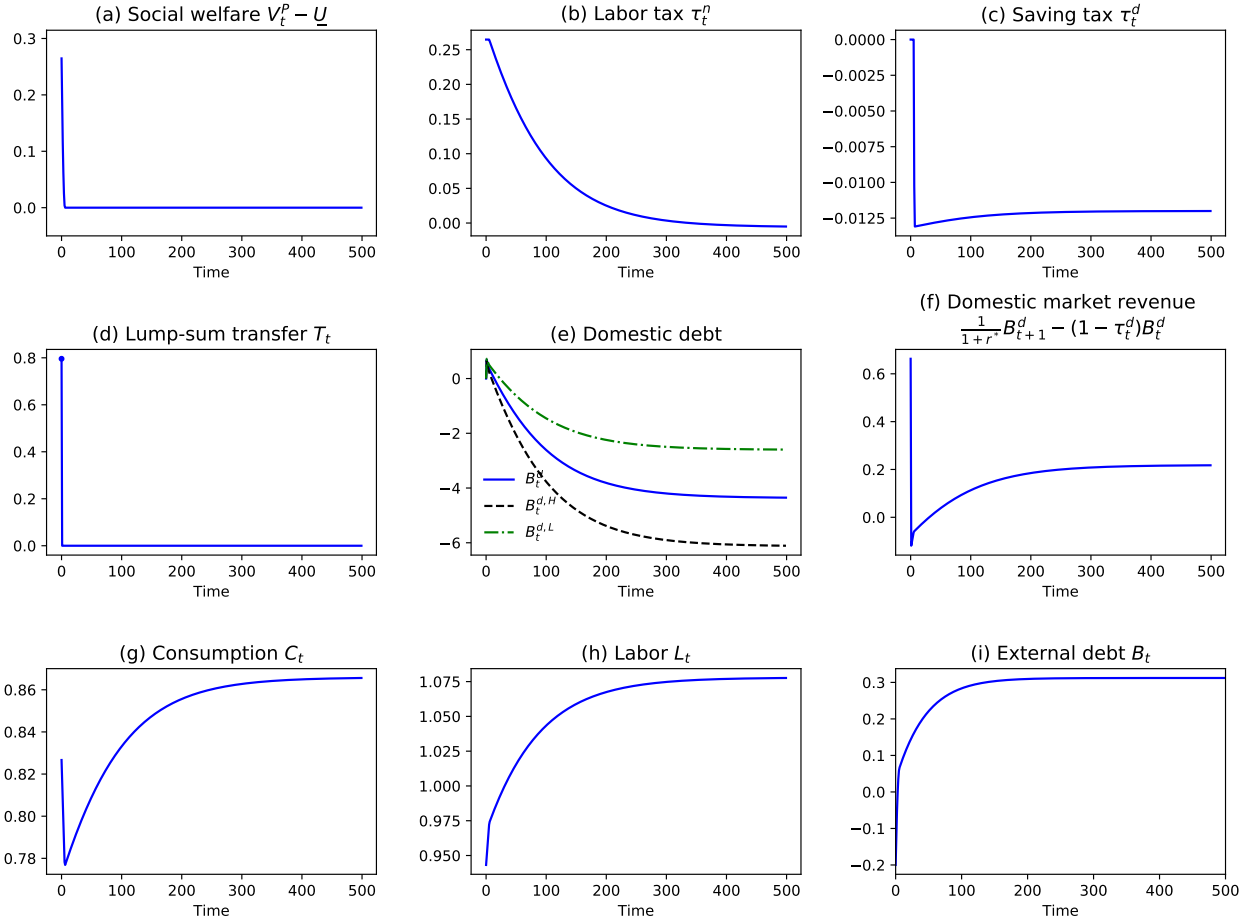 (a) Social welfare V_t^P − U̲
0.3
0.2
0.1
0.0
0 100 200 300 400 500
Time
(b) Labor tax τ_t^n
0.25
0.20
0.15
0.10
0.05
0.00
0 100 200 300 400 500
Time
(c) Saving tax τ_t^d
0.0000
−0.0025
−0.0050
−0.0075
−0.0100
−0.0125
0 100 200 300 400 500
Time
(d) Lump-sum transfer T_t
0.8
0.6
0.4
0.2
0.0
0 100 200 300 400 500
Time
(e) Domestic debt
0
−2
−4
−6
B_t^d
B_t^{d,H}
B_t^{d,L}
0 100 200 300 400 500
Time
(f) Domestic market revenue
1/(1+r*) B_{t+1}^d − (1 − τ_t^d)B_t^d
0.6
0.4
0.2
0.0
0 100 200 300 400 500
Time
(g) Consumption C_t
0.86
0.84
0.82
0.80
0.78
0 100 200 300 400 500
Time
(h) Labor L_t
1.075
1.050
1.025
1.000
0.975
0.950
0 100 200 300 400 500
Time
(i) External debt B_t
0.3
0.2
0.1
0.0
−0.1
−0.2
0 100 200 300 400 500
Time